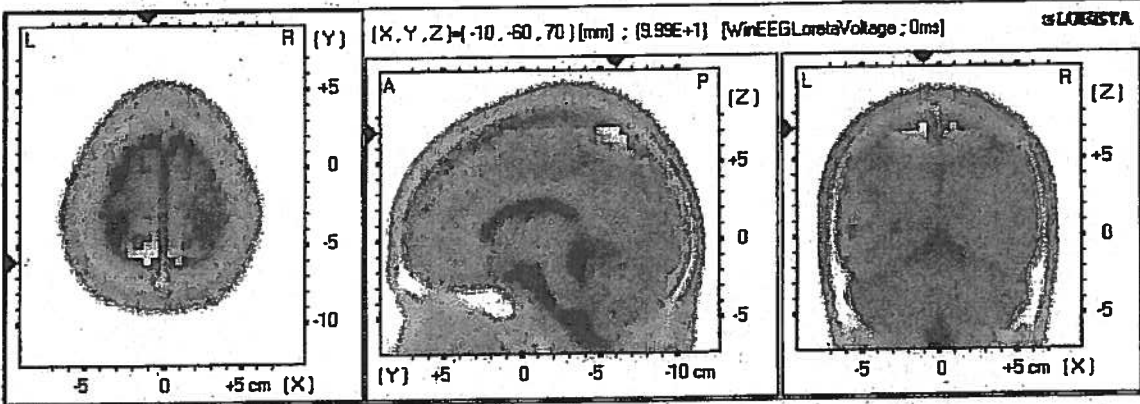 [X, Y, Z]=[-10, -60, 70] [mm] ; (9.99E+1) [WinEEGLoretaVoltage ; 0ms]
L R [Y]
+5
0
-5
-10
-5 0 +5 cm [X]
A P [Z]
+5
0
-5
[Y] +5 0 -5 -10 cm
L R [Z]
+5
0
-5
-5 0 +5 cm [X]